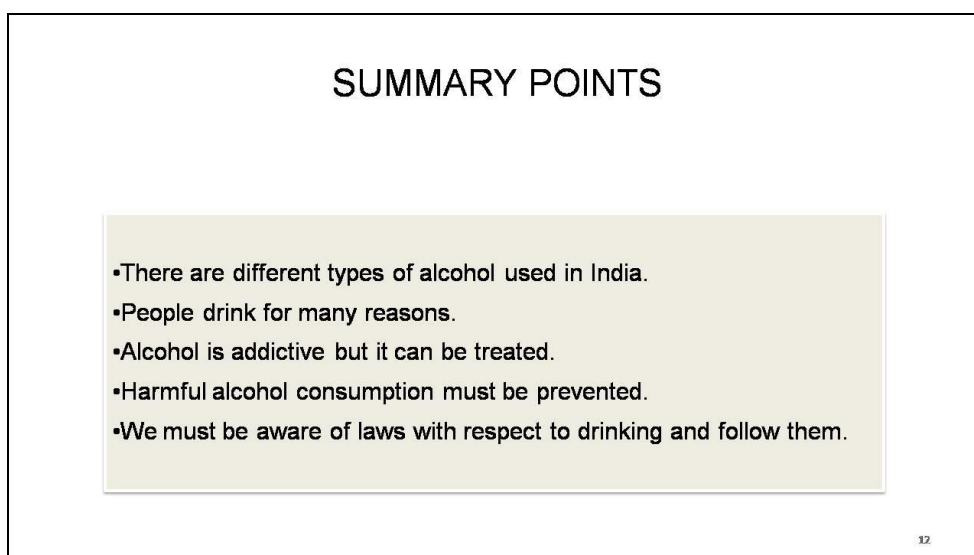 SUMMARY POINTS
•There are different types of alcohol used in India.
•People drink for many reasons.
•Alcohol is addictive but it can be treated.
•Harmful alcohol consumption must be prevented.
•We must be aware of laws with respect to drinking and follow them.
12